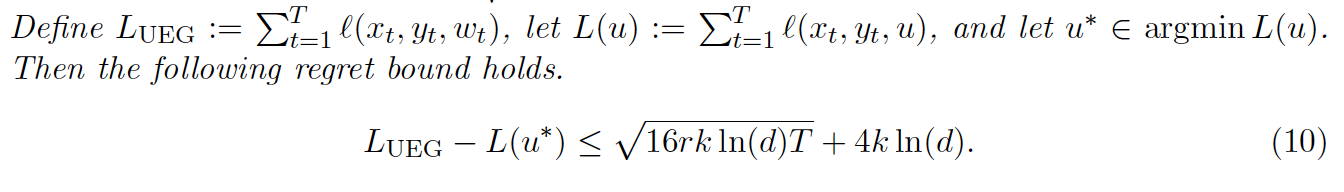 Define L_UEG := ∑_{t=1}^{T} ℓ(x_t, y_t, w_t), let L(u) := ∑_{t=1}^{T} ℓ(x_t, y_t, u), and let u* ∈ argmin L(u).
Then the following regret bound holds.
L_UEG − L(u*) ≤ √(16rk ln(d)T) + 4k ln(d). (10)